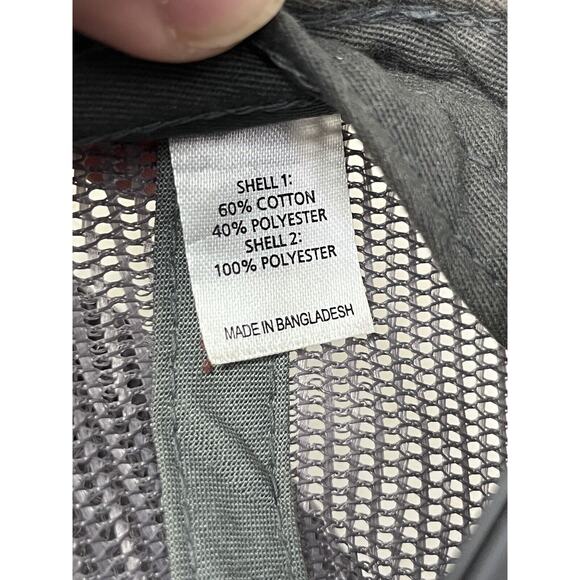 SHELL 1:
60% COTTON
40% POLYESTER
SHELL 2:
100% POLYESTER
MADE IN BANGLADESH